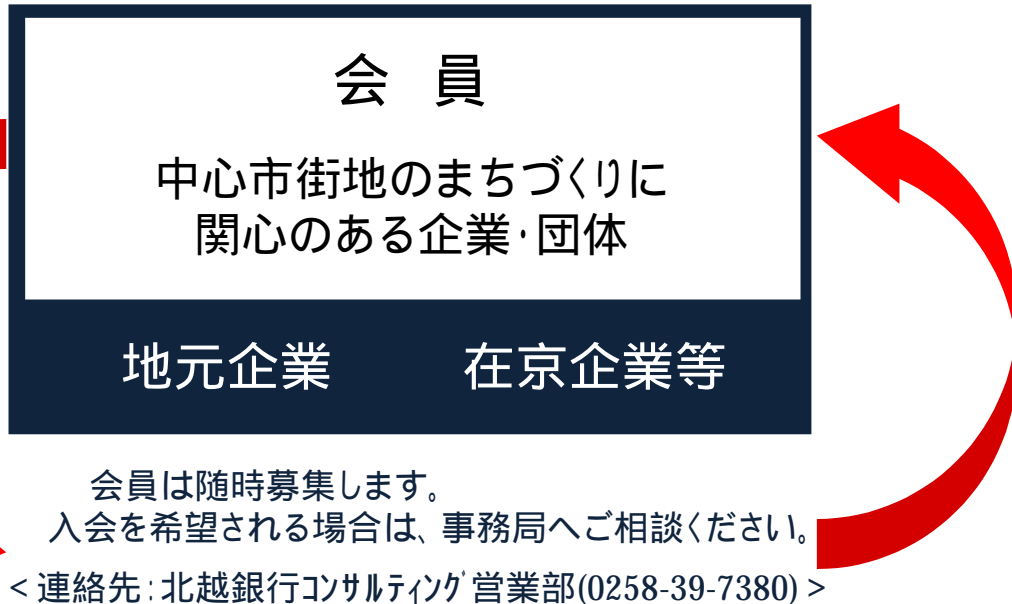 会 員
中心市街地のまちづくりに
関心のある企業･団体
地元企業 在京企業等
会員は随時募集します。
入会を希望される場合は、事務局へご相談ください。
<連絡先:北越銀行ｺﾝｻﾙﾃｨﾝｸﾞ営業部(0258-39-7380)>